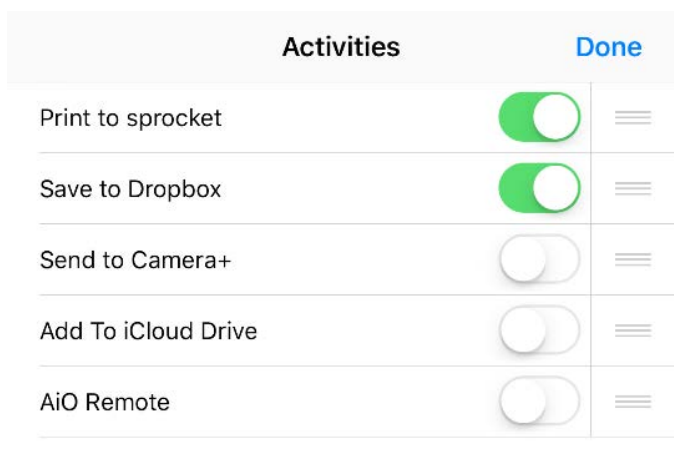 Activities
Done
Print to sprocket
Save to Dropbox
Send to Camera+
Add To iCloud Drive
AiO Remote